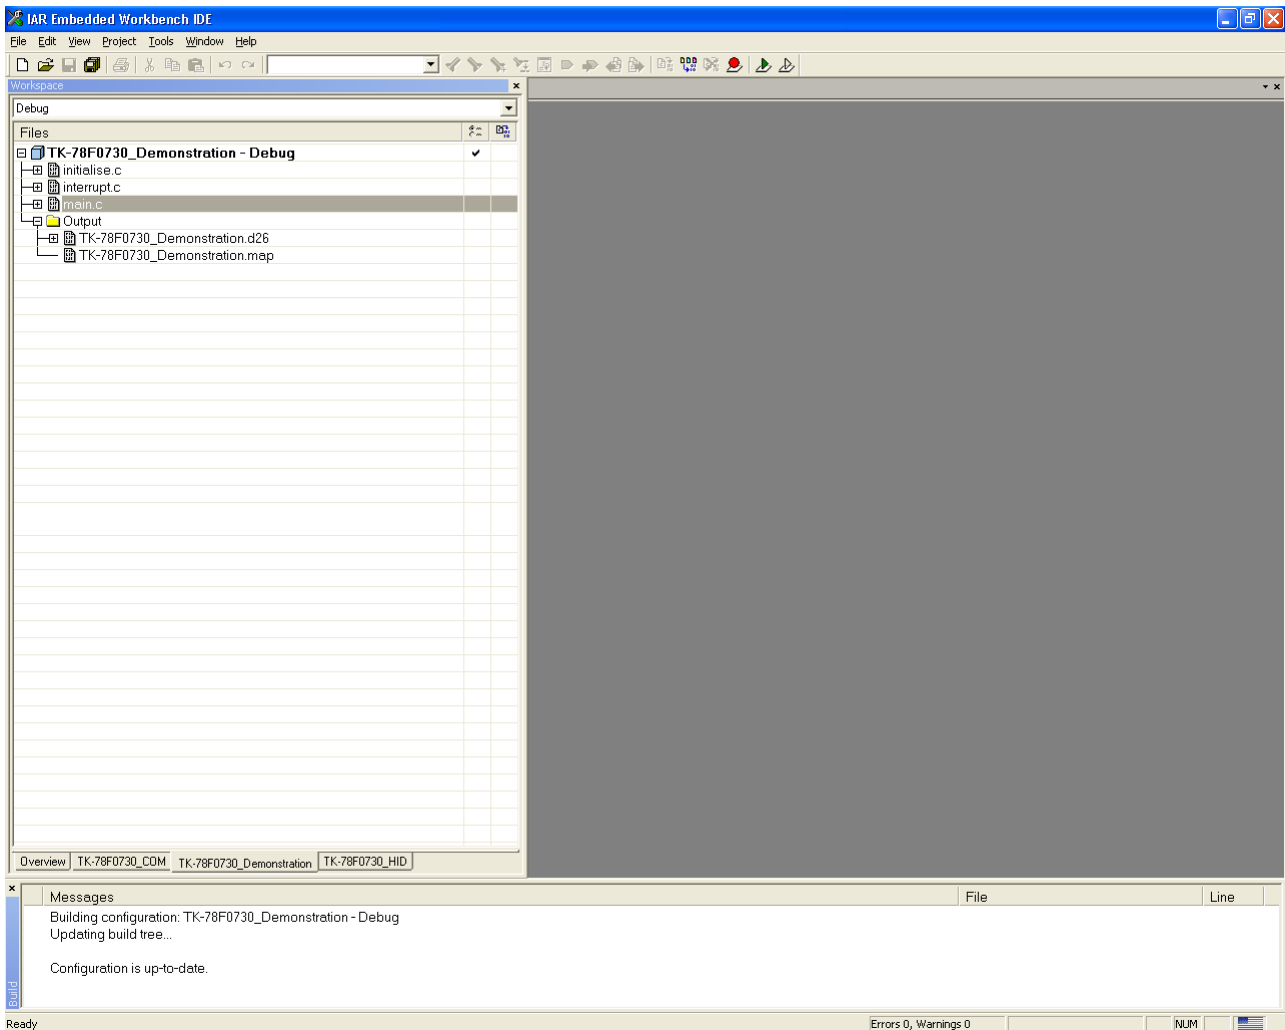 IAR Embedded Workbench IDE
File Edit View Project Tools Window Help
Workspace
Debug
Files
TK-78F0730_Demonstration - Debug
initialise.c
interrupt.c
main.c
Output
TK-78F0730_Demonstration.d26
TK-78F0730_Demonstration.map
Overview TK-78F0730_COM TK-78F0730_Demonstration TK-78F0730_HID
Messages File Line
Building configuration: TK-78F0730_Demonstration - Debug
Updating build tree...
Configuration is up-to-date.
Build
Ready Errors 0, Warnings 0 NUM